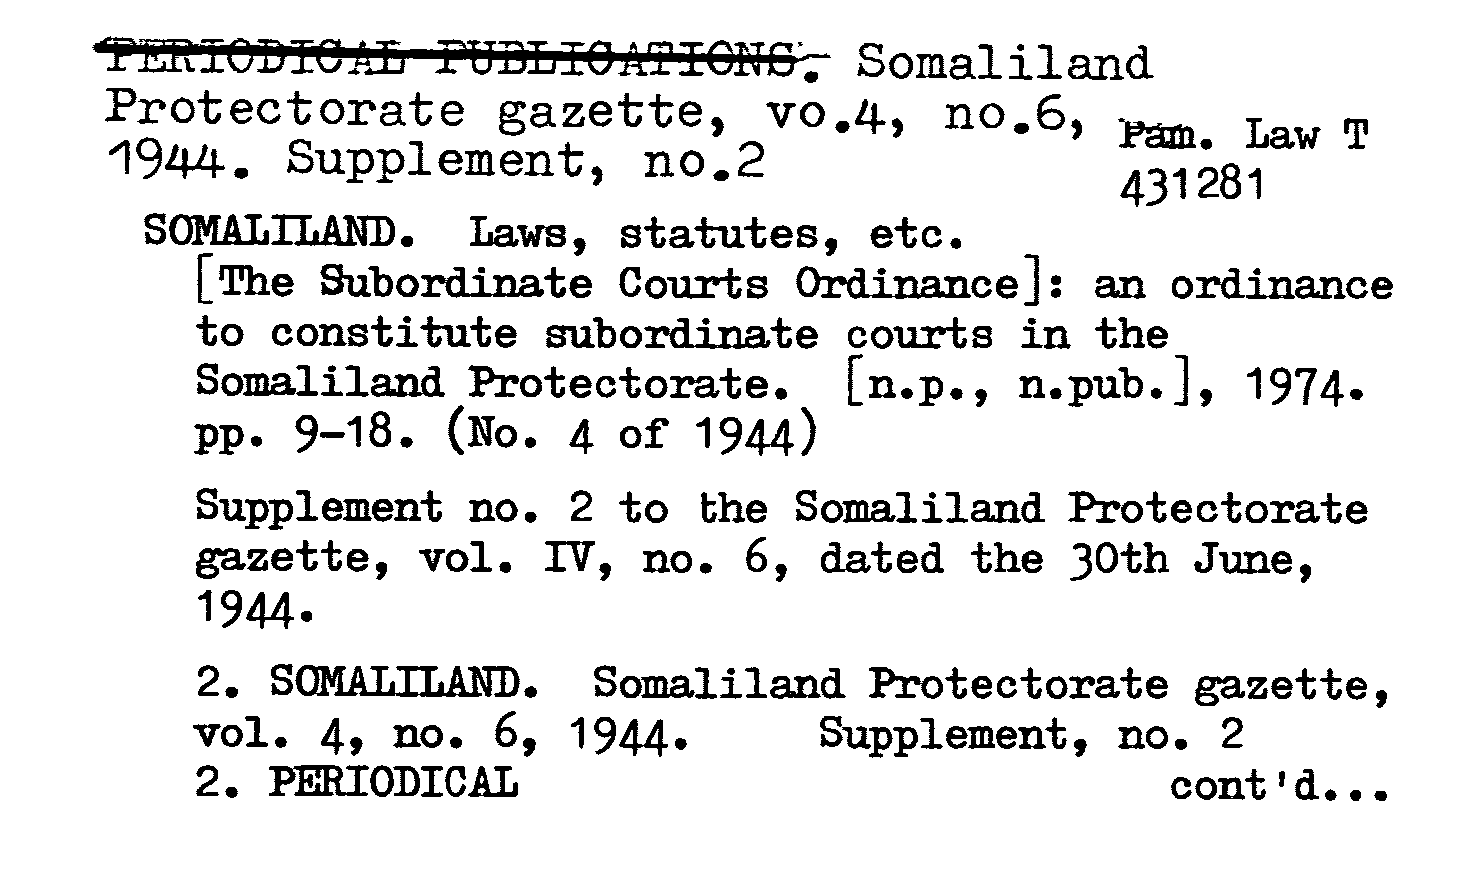 PERIODICAL PUBLICATIONS. Somaliland
Protectorate gazette, vo.4, no.6,
1944. Supplement, no.2
Pam. Law T
431281
SOMALILAND. Laws, statutes, etc.
[The Subordinate Courts Ordinance]: an ordinance
to constitute subordinate courts in the
Somaliland Protectorate. [n.p., n.pub.], 1974.
pp. 9-18. (No. 4 of 1944)
Supplement no. 2 to the Somaliland Protectorate
gazette, vol. IV, no. 6, dated the 30th June,
1944.
2. SOMALILAND. Somaliland Protectorate gazette,
vol. 4, no. 6, 1944. Supplement, no. 2
2. PERIODICAL cont'd...